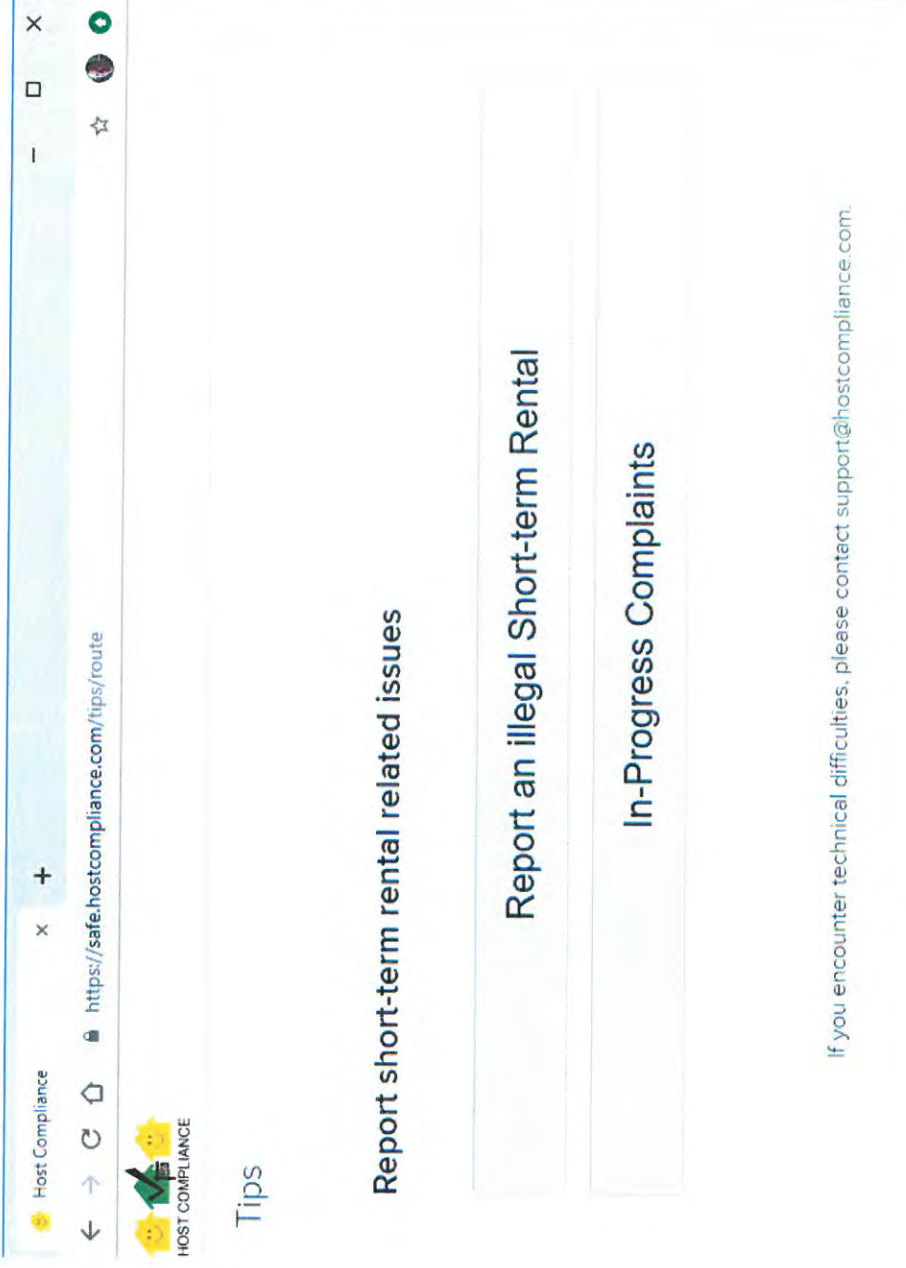 Host Compliance
https://safe.hostcompliance.com/tips/route
HOST COMPLIANCE
Tips
Report short-term rental related issues
Report an illegal Short-term Rental
In-Progress Complaints
If you encounter technical difficulties, please contact support@hostcompliance.com.